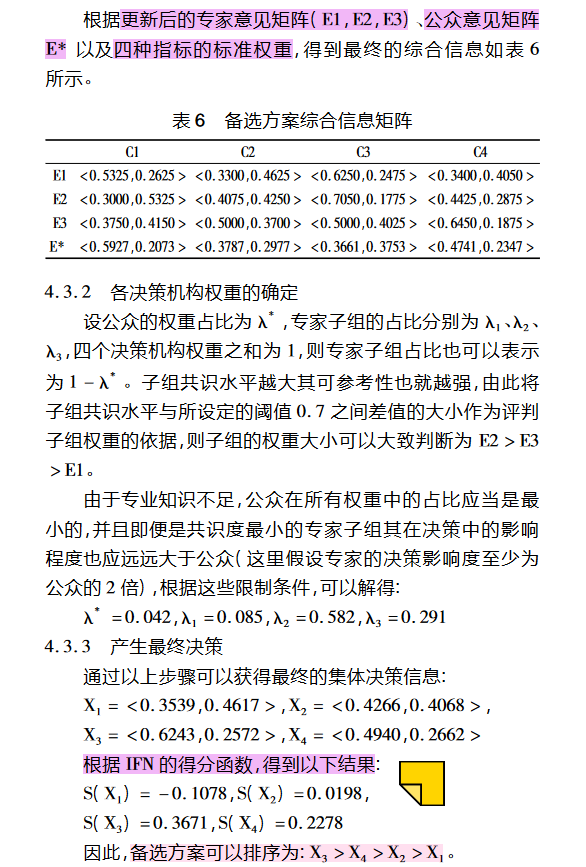 根据更新后的专家意见矩阵(E1,E2,E3)、公众意见矩阵
E* 以及四种指标的标准权重,得到最终的综合信息如表 6
所示。
表 6 备选方案综合信息矩阵
C1 C2 C3 C4
E1 <0.5325,0.2625> <0.3300,0.4625> <0.6250,0.2475> <0.3400,0.4050>
E2 <0.3000,0.5325> <0.4075,0.4250> <0.7050,0.1775> <0.4425,0.2875>
E3 <0.3750,0.4150> <0.5000,0.3700> <0.5000,0.4025> <0.6450,0.1875>
E* <0.5927,0.2073> <0.3787,0.2977> <0.3661,0.3753> <0.4741,0.2347>
4.3.2 各决策机构权重的确定
设公众的权重占比为 λ*,专家子组的占比分别为 λ₁、λ₂、
λ₃,四个决策机构权重之和为 1,则专家子组占比也可以表示
为 1 - λ*。子组共识水平越大其可参考性也就越强,由此将
子组共识水平与所设定的阈值 0.7 之间差值的大小作为评判
子组权重的依据,则子组的权重大小可以大致判断为 E2 > E3
> E1。
由于专业知识不足,公众在所有权重中的占比应当是最
小的,并且即便是共识度最小的专家子组其在决策中的影响
程度也应远远大于公众(这里假设专家的决策影响度至少为
公众的 2 倍),根据这些限制条件,可以解得:
λ* =0.042,λ₁ =0.085,λ₂ =0.582,λ₃ =0.291
4.3.3 产生最终决策
通过以上步骤可以获得最终的集体决策信息:
X₁ = <0.3539,0.4617>,X₂ = <0.4266,0.4068>,
X₃ = <0.6243,0.2572>,X₄ = <0.4940,0.2662>
根据 IFN 的得分函数,得到以下结果:
S(X₁) = -0.1078,S(X₂) =0.0198,
S(X₃) =0.3671,S(X₄) =0.2278
因此,备选方案可以排序为:X₃ > X₄ > X₂ > X₁。